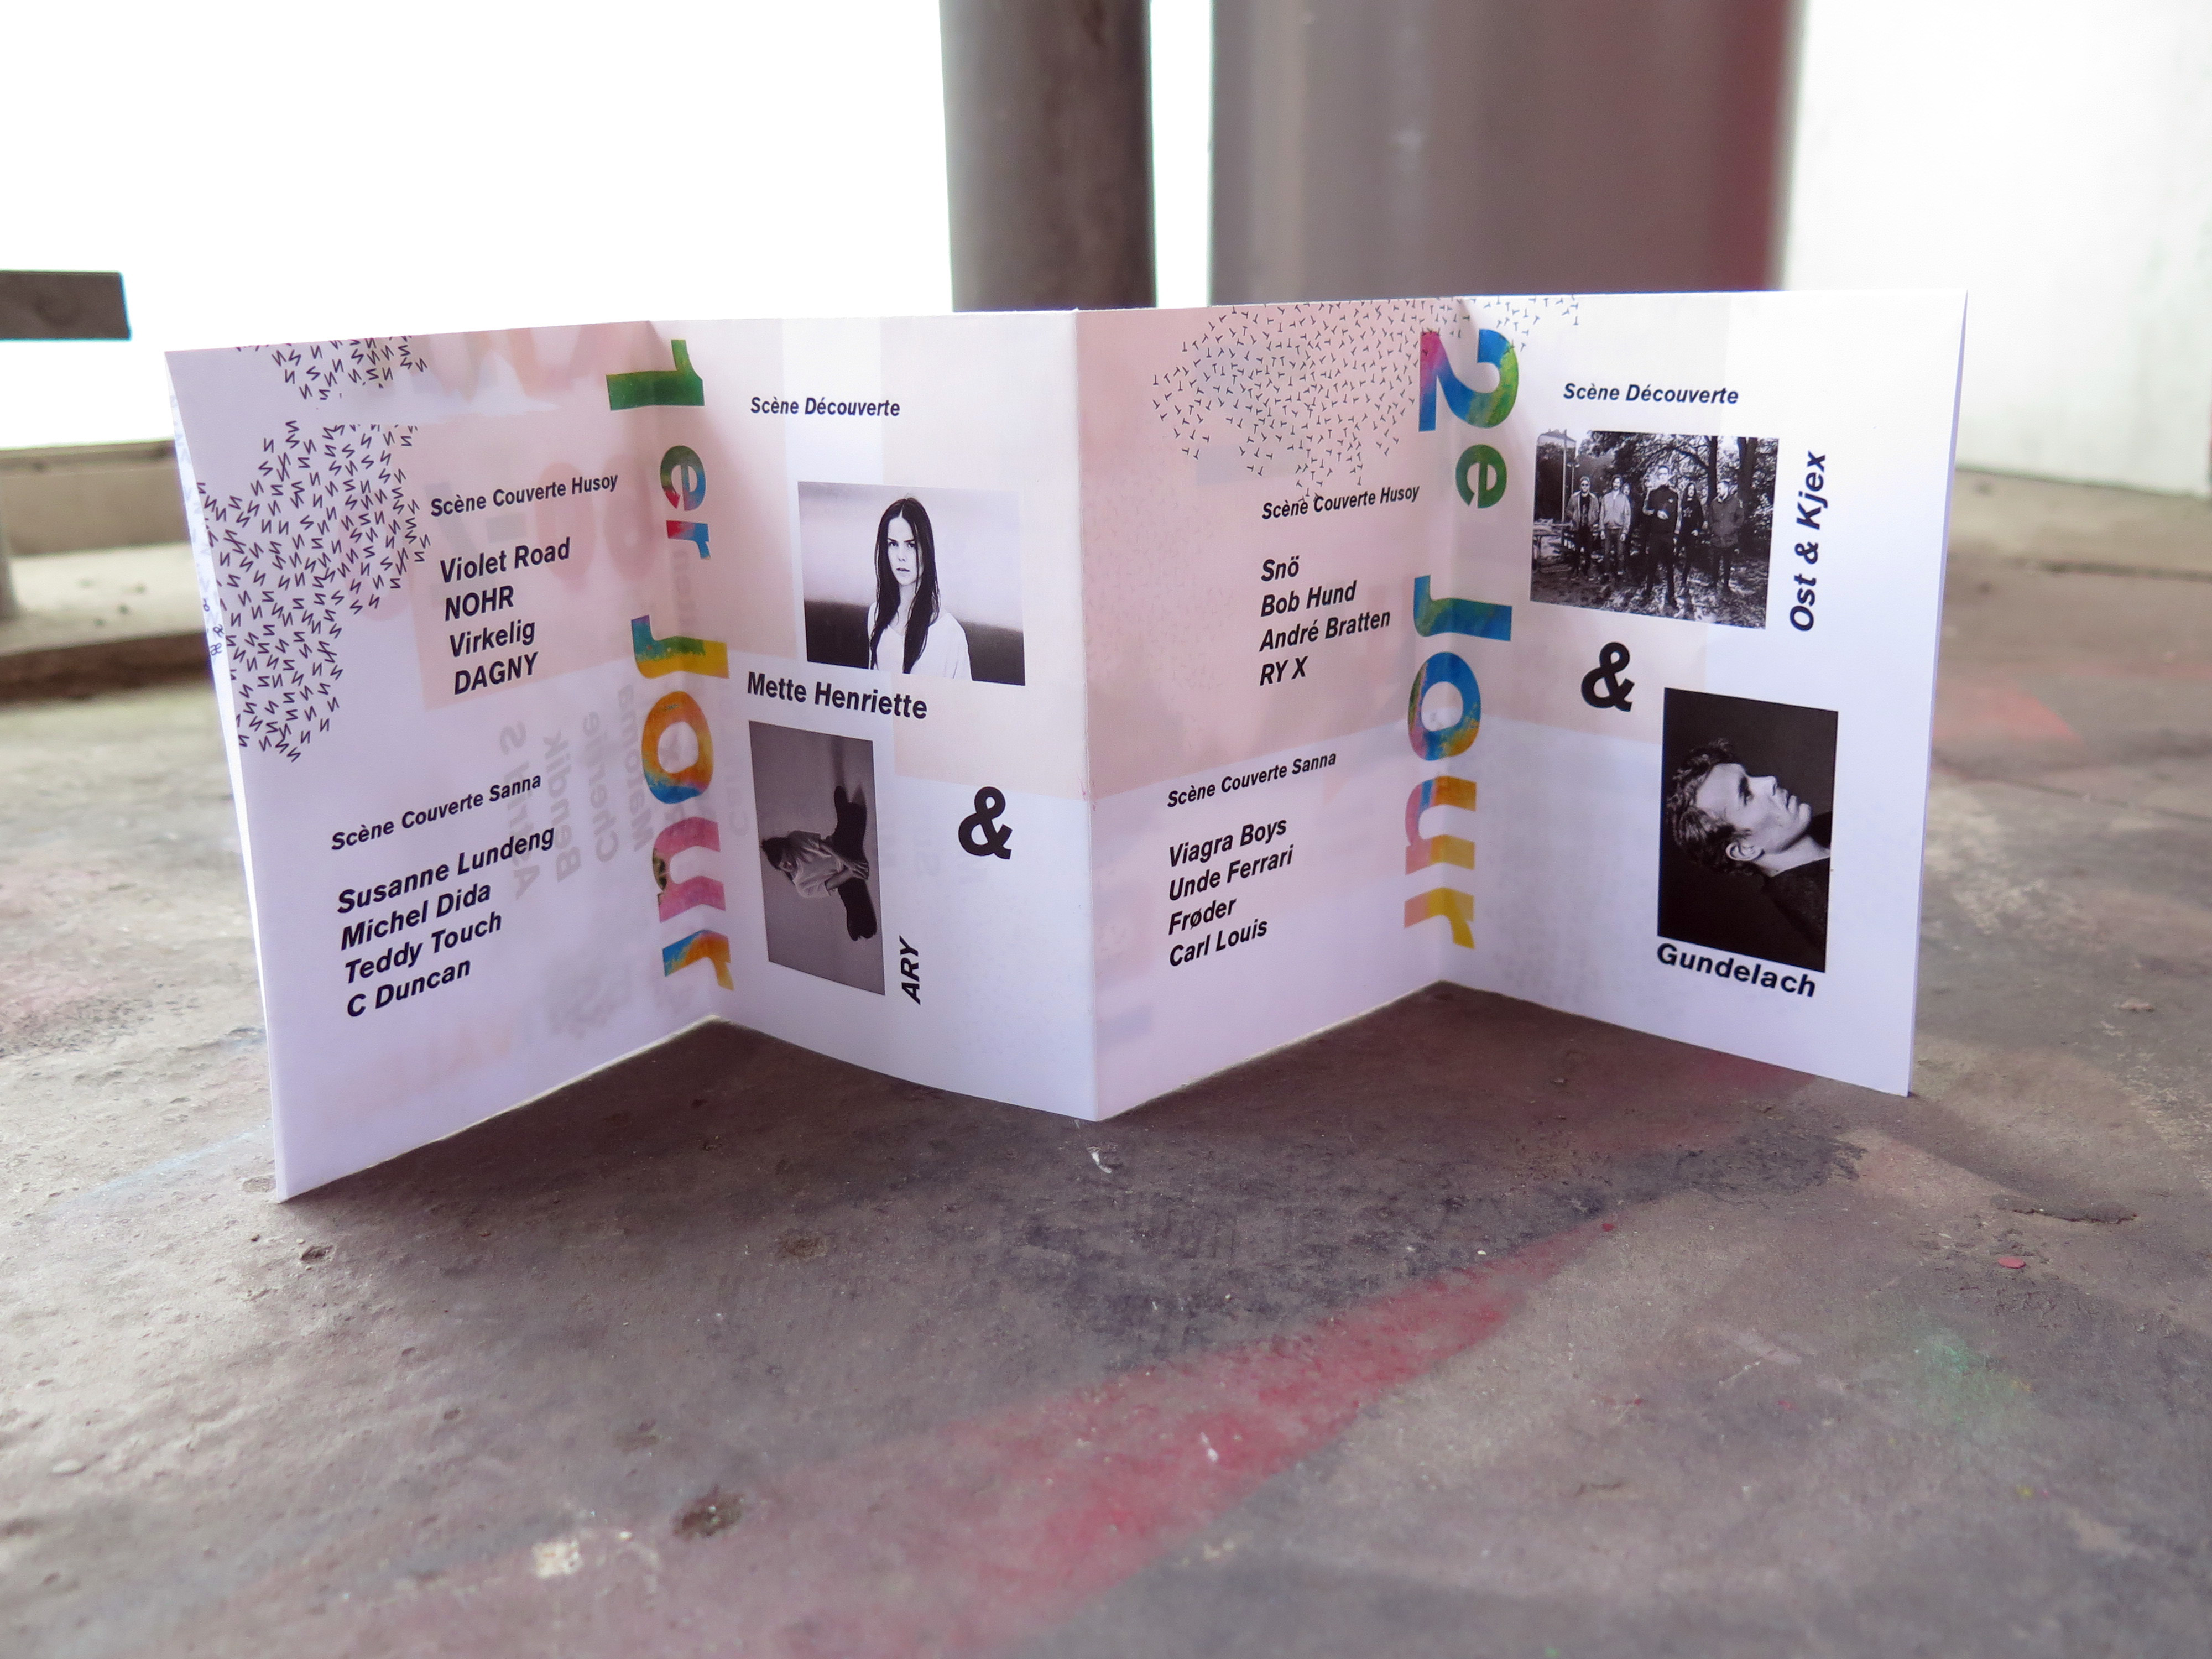 1er Jour
Scène Couverte Husoy
Violet Road
NOHR
Virkelig
DAGNY
Scène Couverte Sanna
Susanne Lundeng
Michel Dida
Teddy Touch
C Duncan
Scène Découverte
Mette Henriette
&
ARY
2e Jour
Scène Couverte Husoy
Snö
Bob Hund
André Bratten
RY X
Scène Couverte Sanna
Viagra Boys
Unde Ferrari
Frøder
Carl Louis
Scène Découverte
Ost & Kjex
&
Gundelach